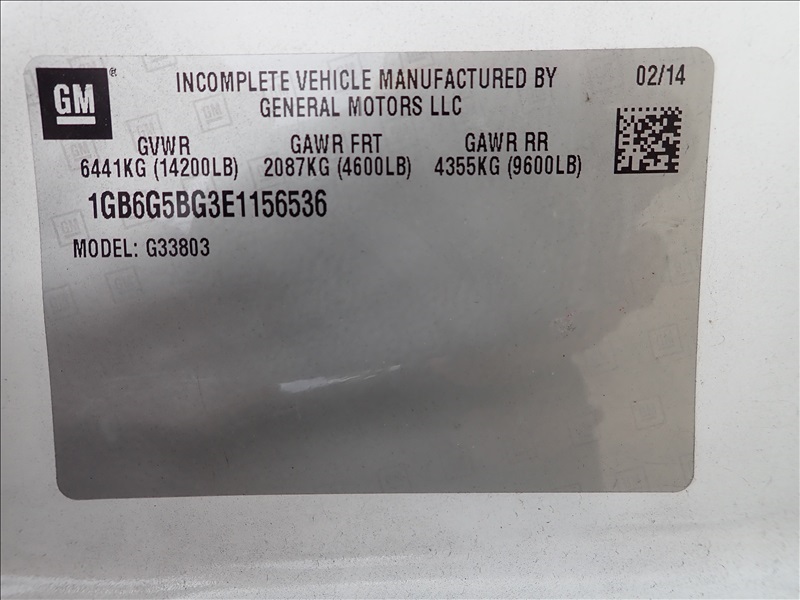 GM®
INCOMPLETE VEHICLE MANUFACTURED BY
GENERAL MOTORS LLC
02/14
GVWR GAWR FRT GAWR RR
6441KG (14200LB) 2087KG (4600LB) 4355KG (9600LB)
1GB6G5BG3E1156536
MODEL: G33803